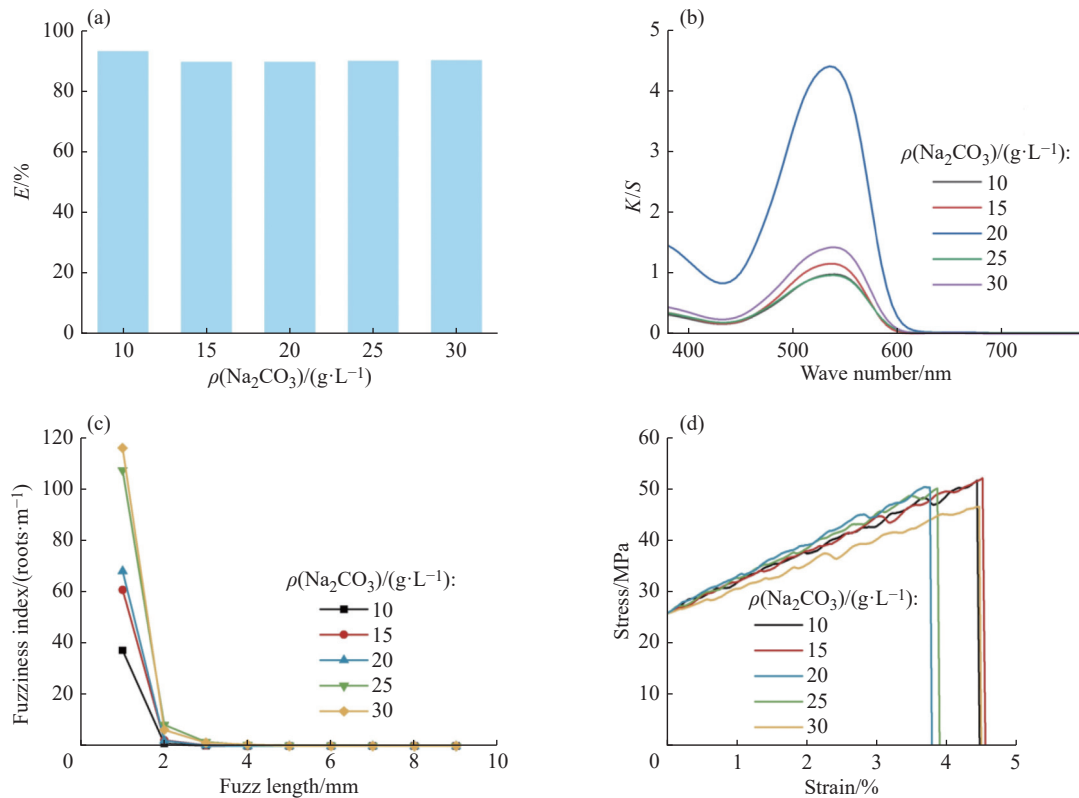 (a)
100
80
60
40
20
0
E/%
10 15 20 25 30
ρ(Na₂CO₃)/(g·L⁻¹)
(b)
5
4
3
2
1
0
K/S
400 500 600 700
Wave number/nm
ρ(Na₂CO₃)/(g·L⁻¹):
10
15
20
25
30
(c)
120
100
80
60
40
20
0
Fuzziness index/(roots·m⁻¹)
2 4 6 8 10
Fuzz length/mm
ρ(Na₂CO₃)/(g·L⁻¹):
10
15
20
25
30
(d)
60
50
40
30
20
10
0
Stress/MPa
1 2 3 4 5
Strain/%
ρ(Na₂CO₃)/(g·L⁻¹):
10
15
20
25
30